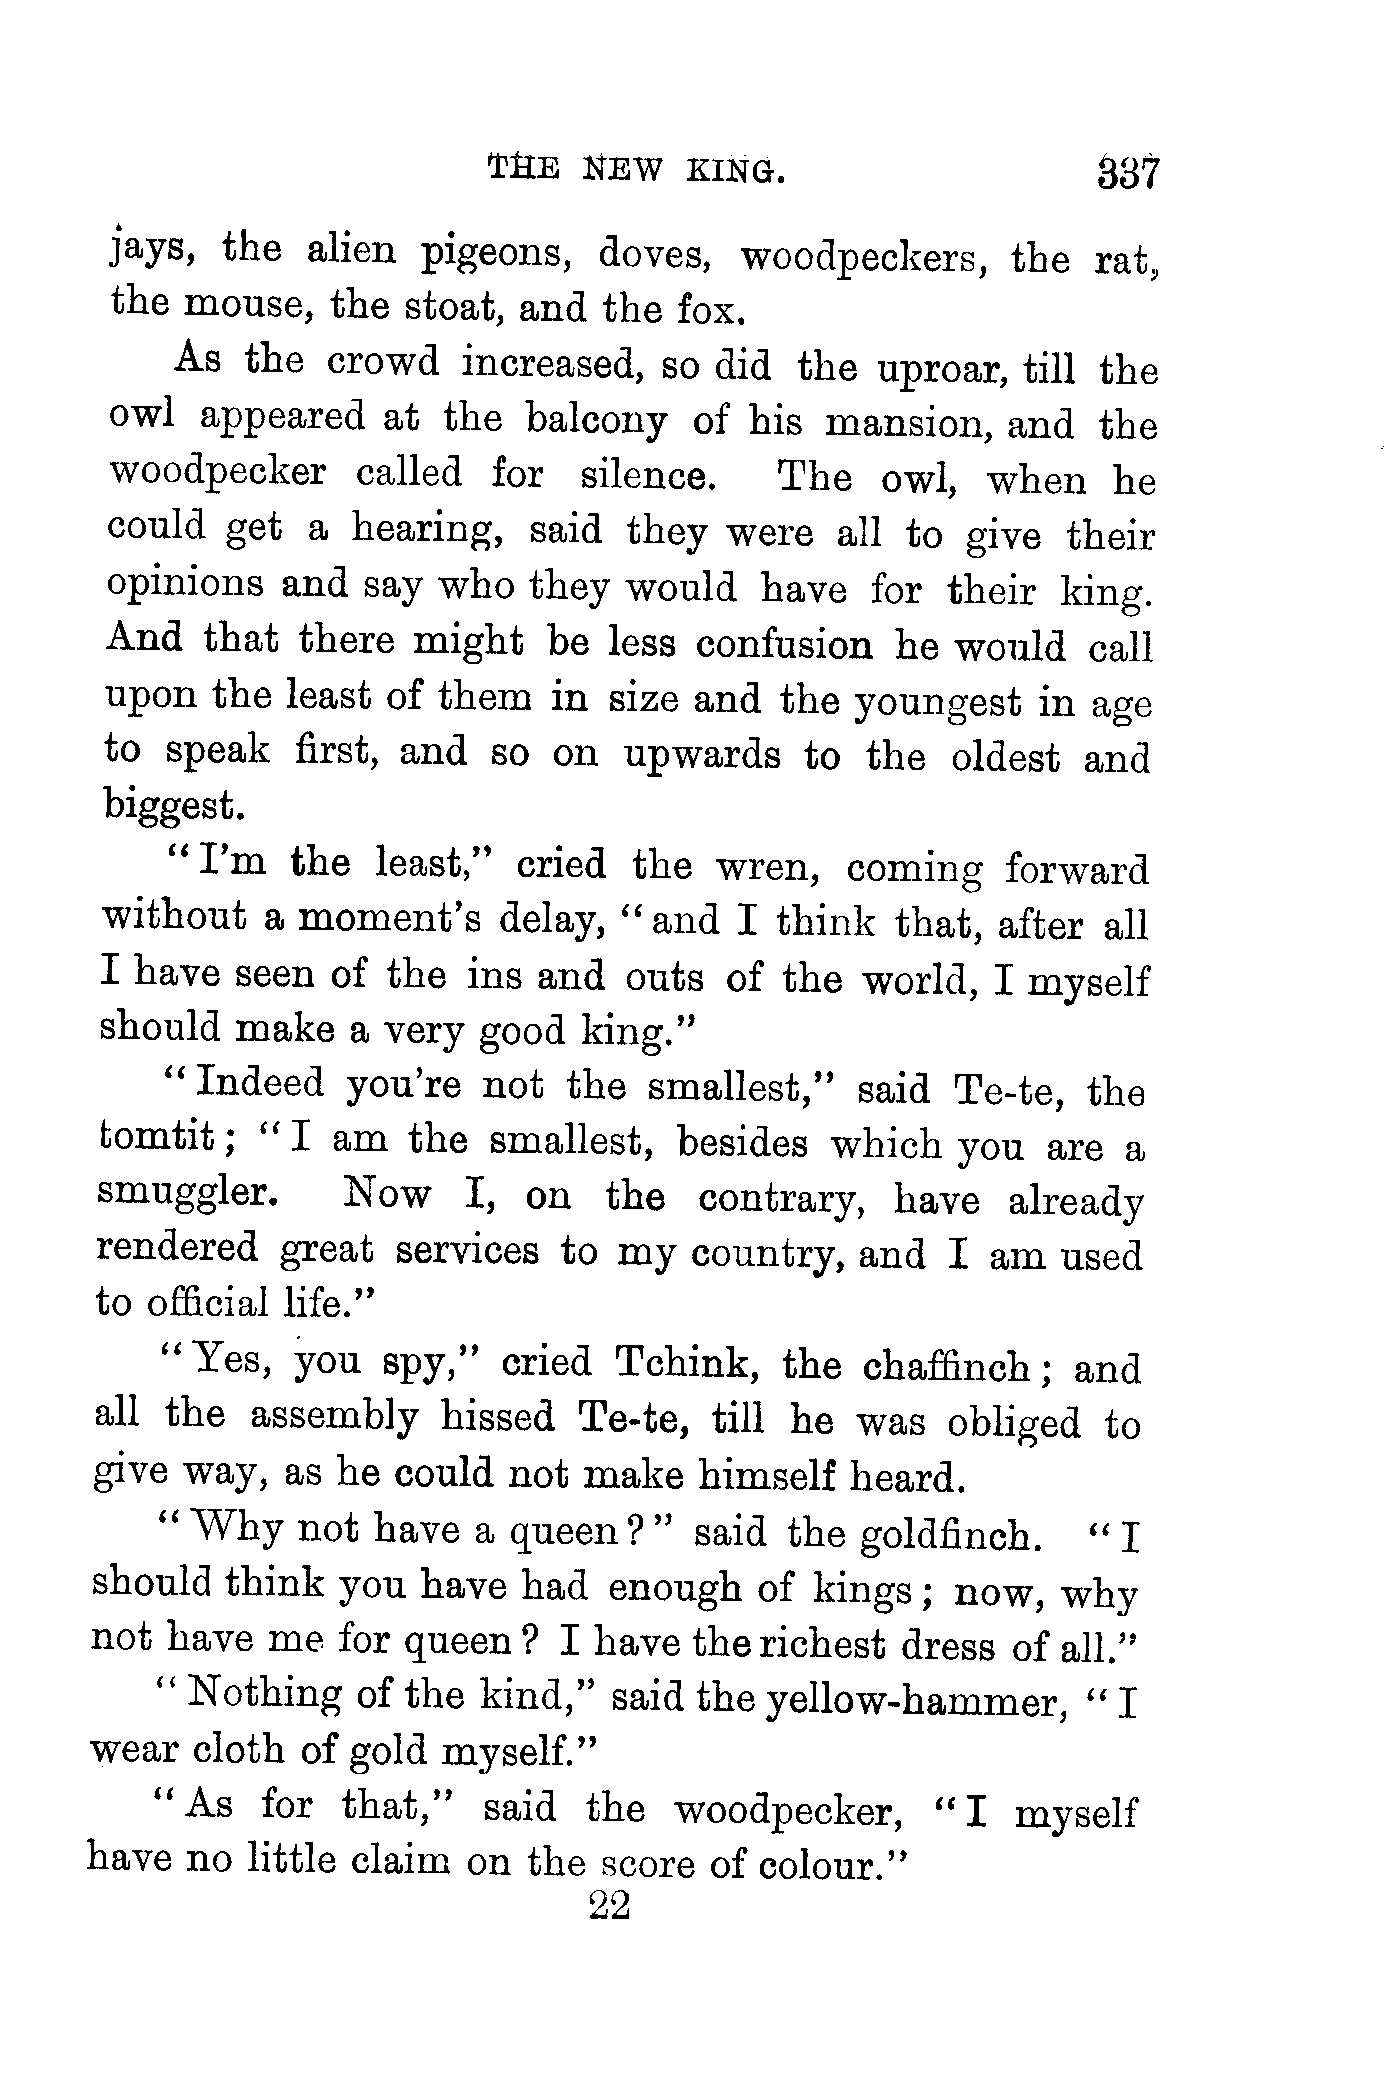 THE NEW KING. 337
jays, the alien pigeons, doves, woodpeckers, the rat,
the mouse, the stoat, and the fox.
As the crowd increased, so did the uproar, till the
owl appeared at the balcony of his mansion, and the
woodpecker called for silence. The owl, when he
could get a hearing, said they were all to give their
opinions and say who they would have for their king.
And that there might be less confusion he would call
upon the least of them in size and the youngest in age
to speak first, and so on upwards to the oldest and
biggest.
"I'm the least," cried the wren, coming forward
without a moment's delay, "and I think that, after all
I have seen of the ins and outs of the world, I myself
should make a very good king."
"Indeed you're not the smallest," said Te-te, the
tomtit; "I am the smallest, besides which you are a
smuggler. Now I, on the contrary, have already
rendered great services to my country, and I am used
to official life."
"Yes, you spy," cried Tchink, the chaffinch; and
all the assembly hissed Te-te, till he was obliged to
give way, as he could not make himself heard.
"Why not have a queen?" said the goldfinch. "I
should think you have had enough of kings; now, why
not have me for queen? I have the richest dress of all."
"Nothing of the kind," said the yellow-hammer, "I
wear cloth of gold myself."
"As for that," said the woodpecker, "I myself
have no little claim on the score of colour."
22